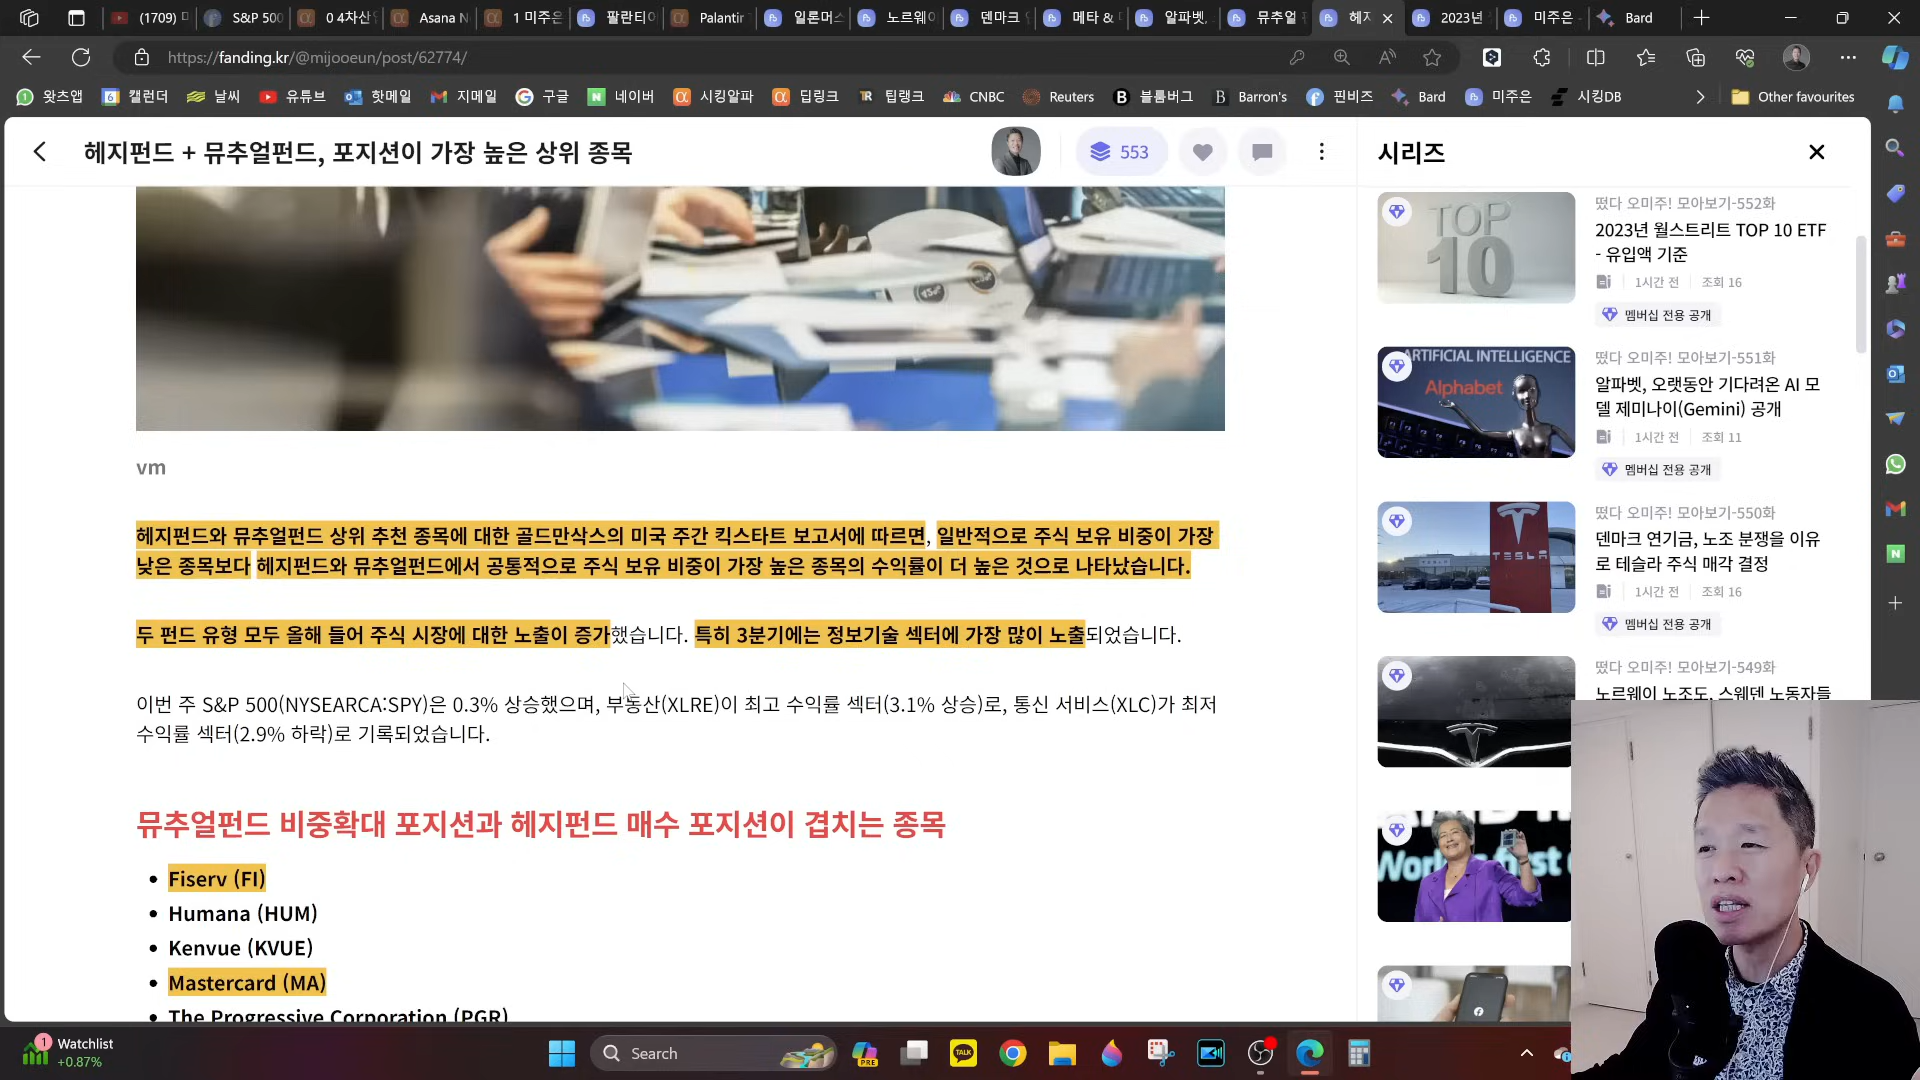 (1709)
S&P 500
0 4차산
Asana N
1 미주은
팔란티어
Palantir
일론머스
노르웨이
덴마크
메타 &
알파벳,
뮤추얼
헤지
2023년
미주은
Bard
https://fanding.kr/@mijooeun/post/62774/
왓츠앱
캘린더
날씨
유튜브
핫메일
지메일
구글
네이버
시킹알파
딥링크
팁랭크
CNBC
Reuters
블룸버그
Barron's
핀비즈
Bard
미주은
시킹DB
Other favourites
헤지펀드 + 뮤추얼펀드, 포지션이 가장 높은 상위 종목
553
vm
헤지펀드와 뮤추얼펀드 상위 추천 종목에 대한 골드만삭스의 미국 주간 킥스타트 보고서에 따르면, 일반적으로 주식 보유 비중이 가장
낮은 종목보다 헤지펀드와 뮤추얼펀드에서 공통적으로 주식 보유 비중이 가장 높은 종목의 수익률이 더 높은 것으로 나타났습니다.
두 펀드 유형 모두 올해 들어 주식 시장에 대한 노출이 증가했습니다. 특히 3분기에는 정보기술 섹터에 가장 많이 노출되었습니다.
이번 주 S&P 500(NYSEARCA:SPY)은 0.3% 상승했으며, 부동산(XLRE)이 최고 수익률 섹터(3.1% 상승)로, 통신 서비스(XLC)가 최저
수익률 섹터(2.9% 하락)로 기록되었습니다.
뮤추얼펀드 비중확대 포지션과 헤지펀드 매수 포지션이 겹치는 종목
• Fiserv (FI)
• Humana (HUM)
• Kenvue (KVUE)
• Mastercard (MA)
• The Progressive Corporation (PGR)
시리즈
TOP
10
떴다 오미주! 모아보기-552화
2023년 월스트리트 TOP 10 ETF
- 유입액 기준
1시간 전 조회 16
멤버십 전용 공개
ARTIFICIAL INTELLIGENCE
Alphabet
떴다 오미주! 모아보기-551화
알파벳, 오랫동안 기다려온 AI 모
델 제미나이(Gemini) 공개
1시간 전 조회 11
멤버십 전용 공개
TESLA
떴다 오미주! 모아보기-550화
덴마크 연기금, 노조 분쟁을 이유
로 테슬라 주식 매각 결정
1시간 전 조회 16
멤버십 전용 공개
떴다 오미주! 모아보기-549화
노르웨이 노조도, 스웨덴 노동자들
World's first
1
Watchlist
+0.87%
Search
PRE
TALK